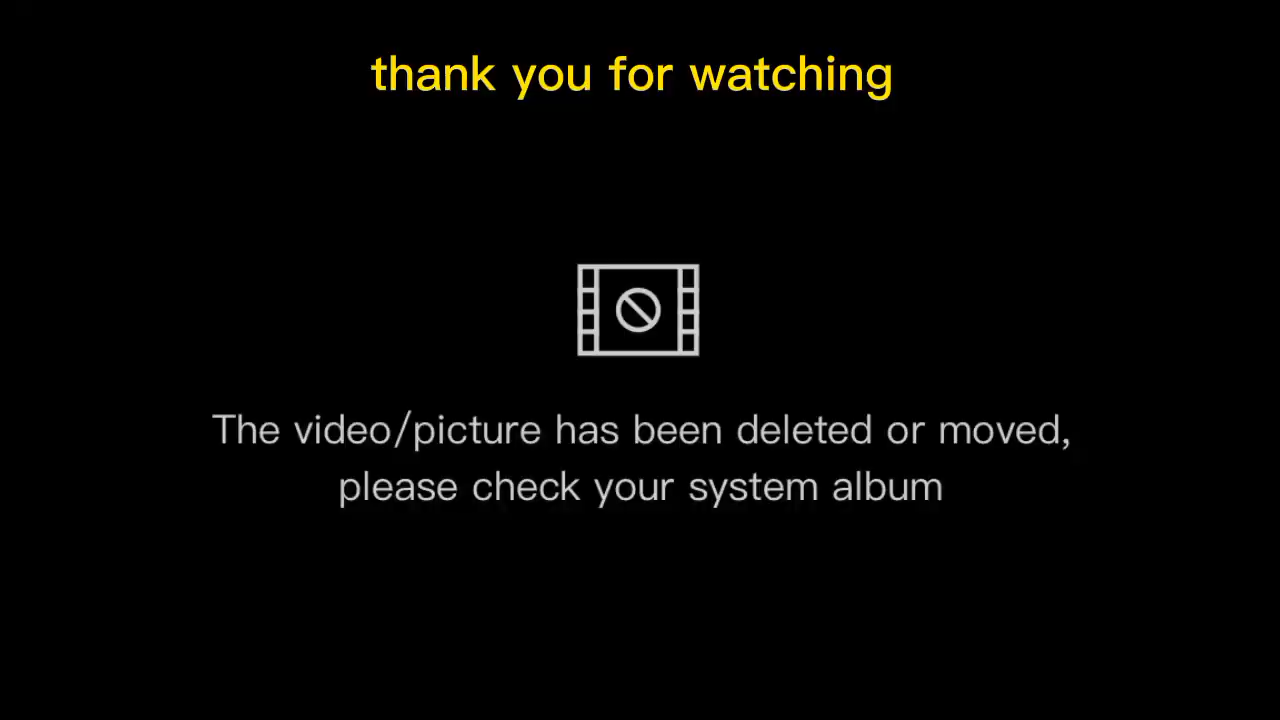 thank you for watching
The video/picture has been deleted or moved,
please check your system album